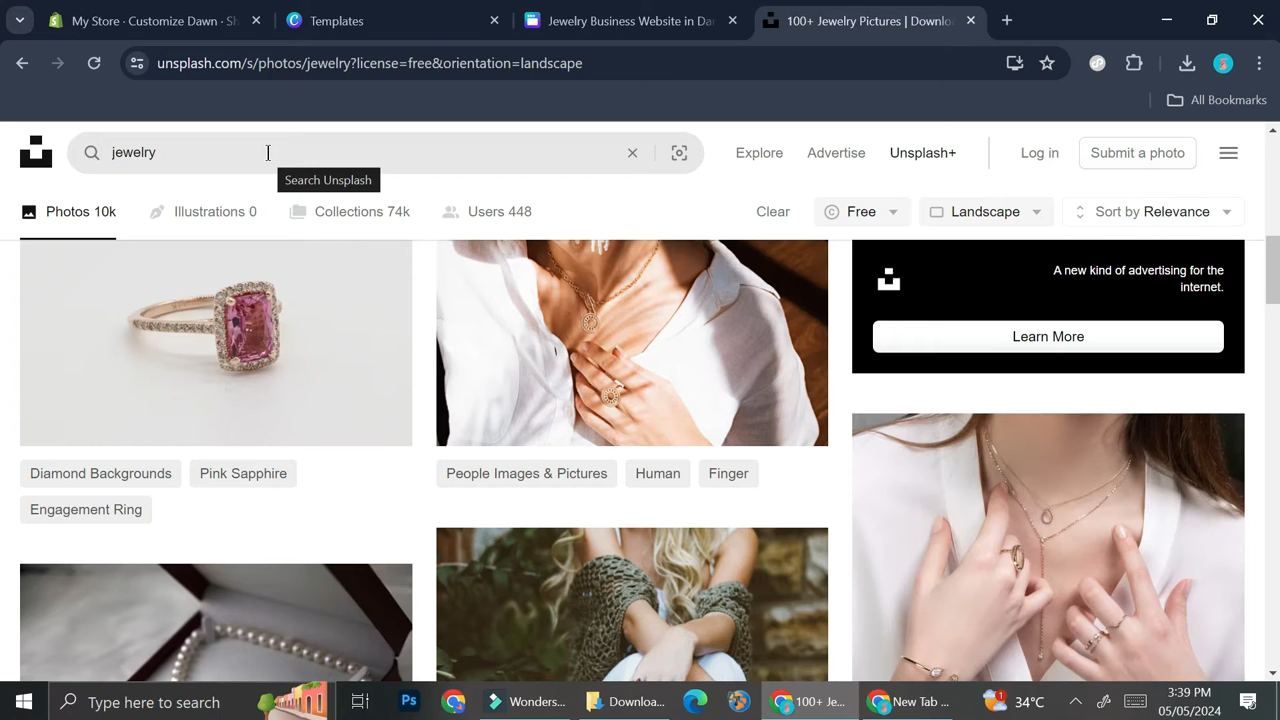 My Store · Customize Dawn · Sh
Templates
Jewelry Business Website in Da
100+ Jewelry Pictures | Downlo
unsplash.com/s/photos/jewelry?license=free&orientation=landscape
All Bookmarks
jewelry
Explore
Advertise
Unsplash+
Log in
Submit a photo
Search Unsplash
Photos 10k
Illustrations 0
Collections 74k
Users 448
Clear
Free
Landscape
Sort by Relevance
A new kind of advertising for the
internet.
Learn More
Diamond Backgrounds
Pink Sapphire
Engagement Ring
People Images & Pictures
Human
Finger
Type here to search
Ps
Wonders...
Downloa...
100+ Je...
New Tab ...
34°C
3:39 PM
05/05/2024